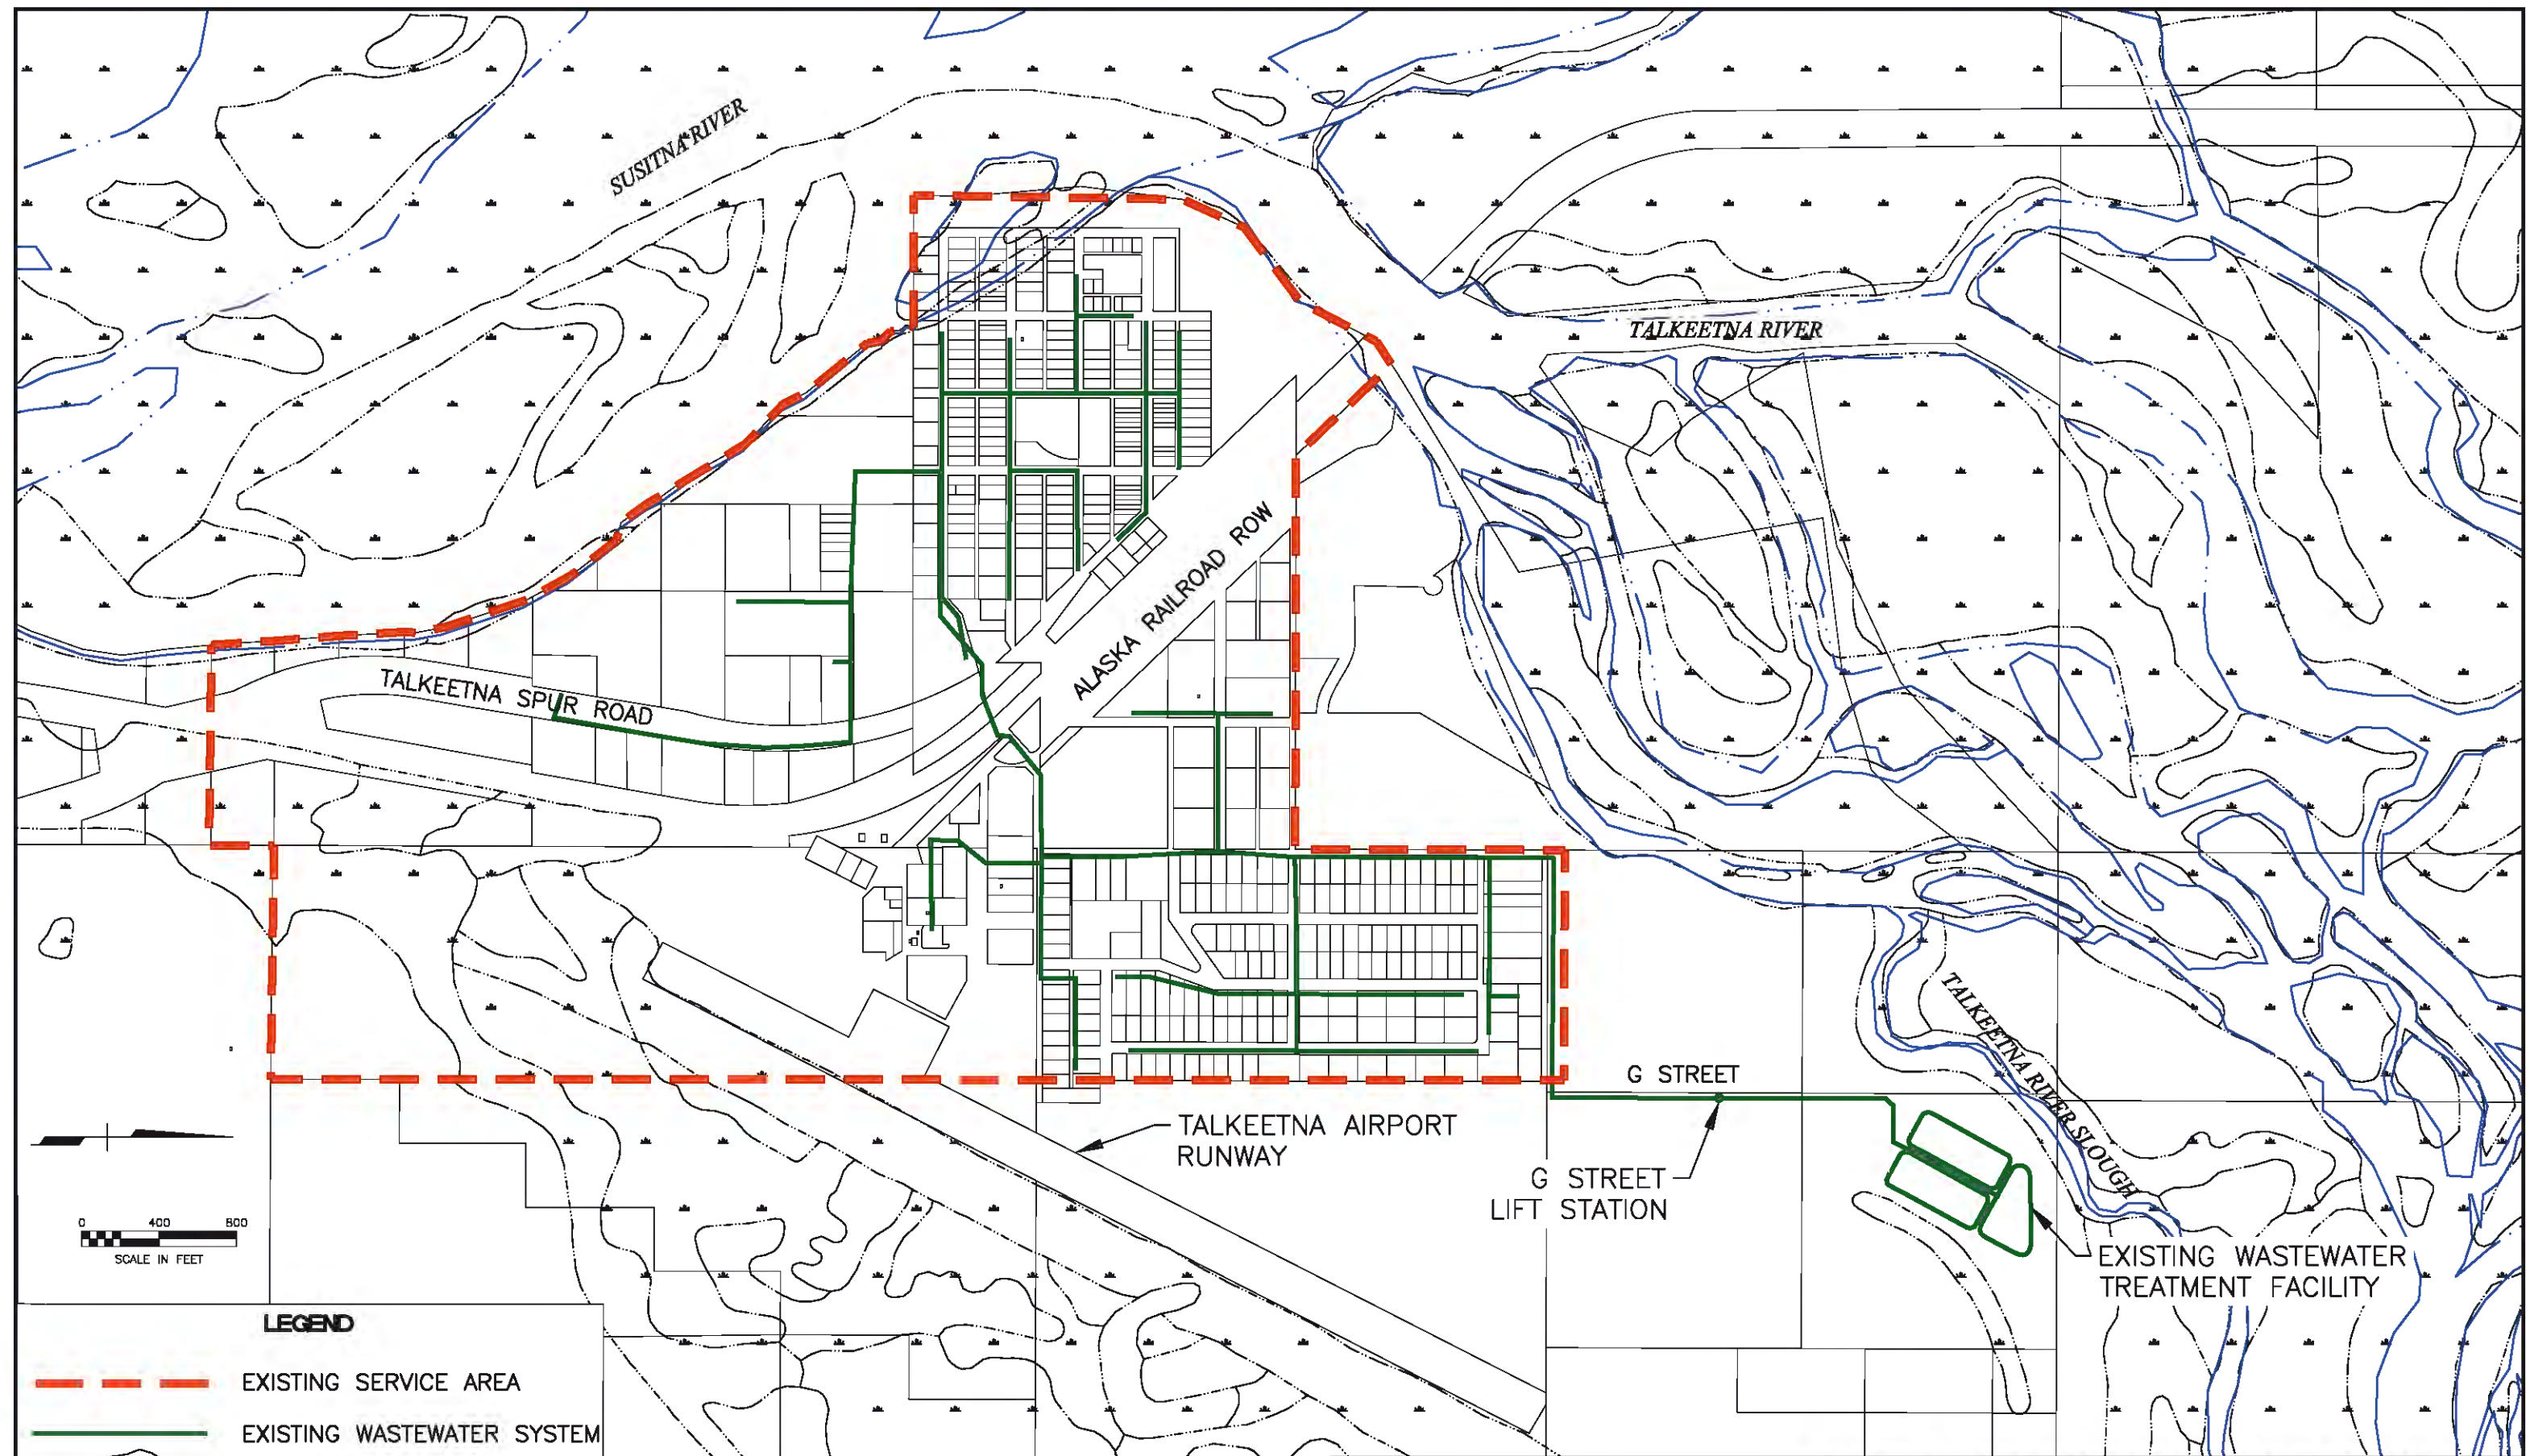 SUSITNA RIVER
TALKEETNA RIVER
ALASKA RAILROAD ROW
TALKEETNA SPUR ROAD
TALKEETNA RIVER SLOUGH
G STREET
TALKEETNA AIRPORT
RUNWAY
G STREET
LIFT STATION
EXISTING WASTEWATER
TREATMENT FACILITY
0 400 800
SCALE IN FEET
LEGEND
EXISTING SERVICE AREA
EXISTING WASTEWATER SYSTEM